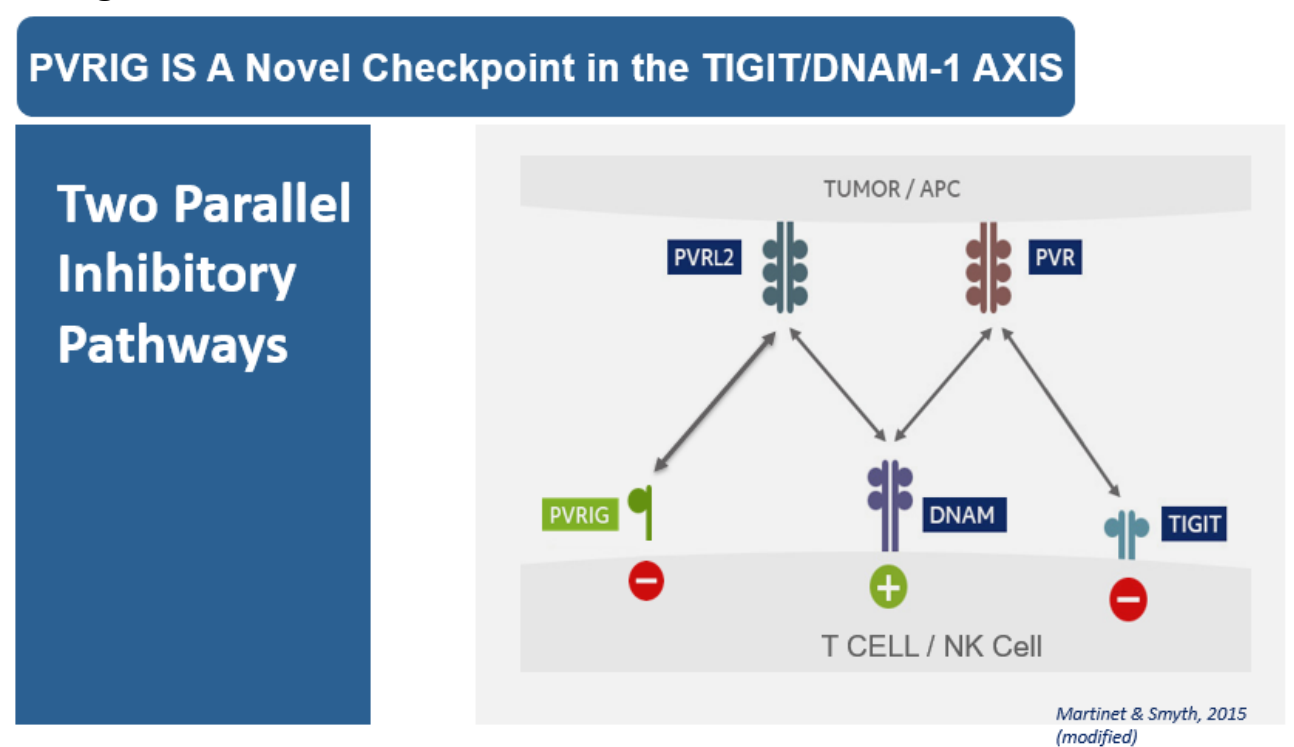 PVRIG IS A Novel Checkpoint in the TIGIT/DNAM-1 AXIS
Two Parallel
Inhibitory
Pathways
TUMOR / APC
PVRL2
PVR
PVRIG
DNAM
TIGIT
T CELL / NK Cell
Martinet & Smyth, 2015
(modified)